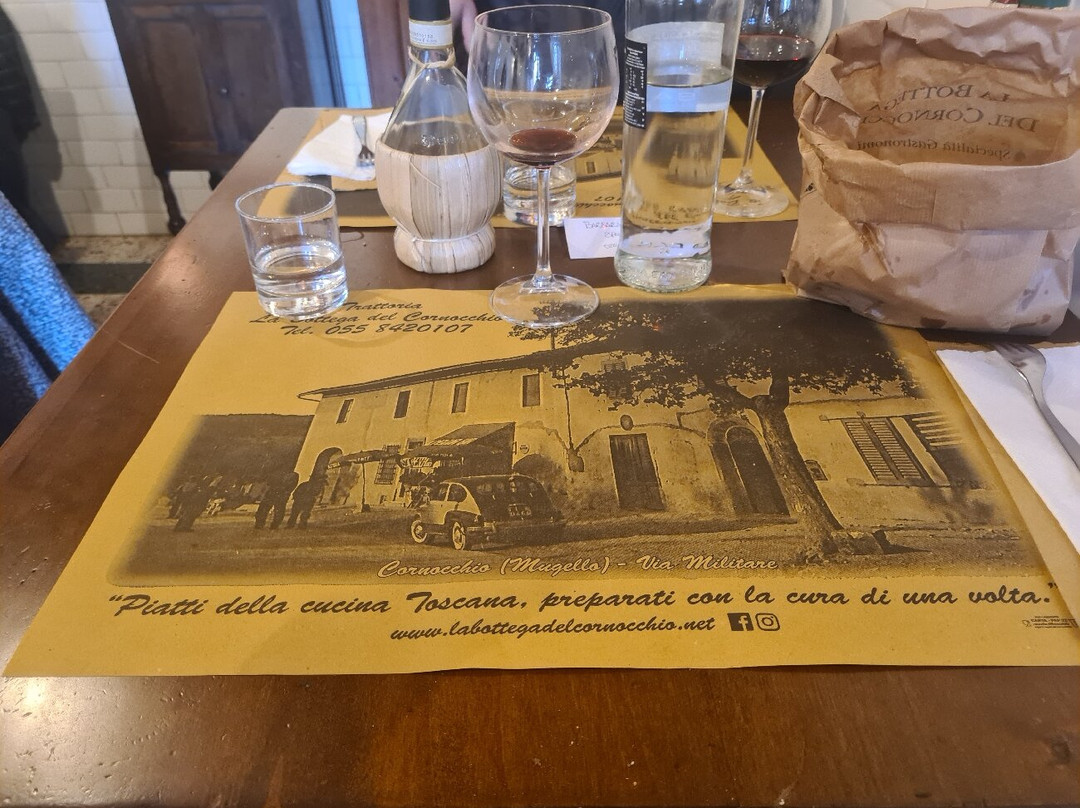 LA BOTTEGA
DEL CORNOCCHIO
Specialità Gastronomi
Trattoria
La Bottega del Cornocchio
Tel. 055 8420107
Cornocchio (Mugello) - Via Militare
"Piatti della cucina Toscana, preparati con la cura di una volta."
www.labottegadelcornocchio.net